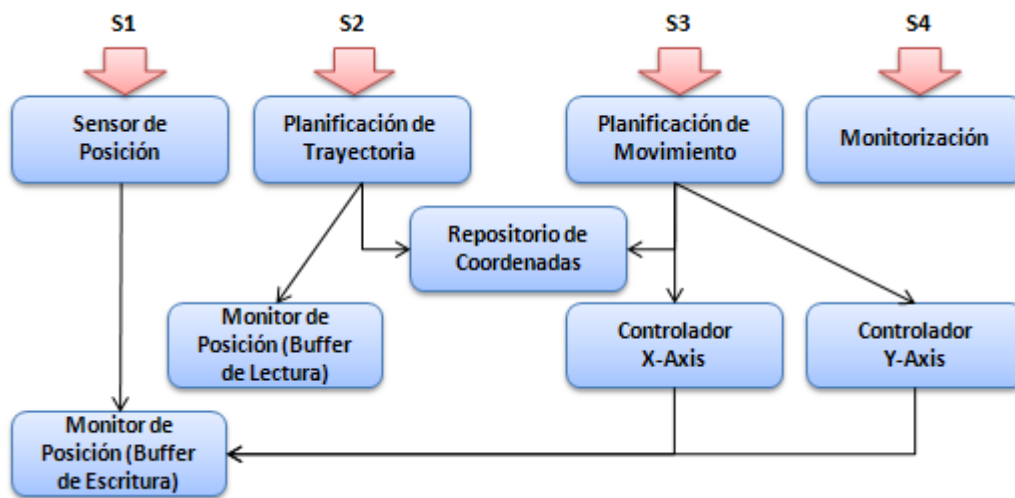 S1
S2
S3
S4
Sensor de
Posición
Planificación de
Trayectoria
Planificación de
Movimiento
Monitorización
Repositorio de
Coordenadas
Monitor de
Posición (Buffer
de Lectura)
Controlador
X-Axis
Controlador
Y-Axis
Monitor de
Posición (Buffer
de Escritura)